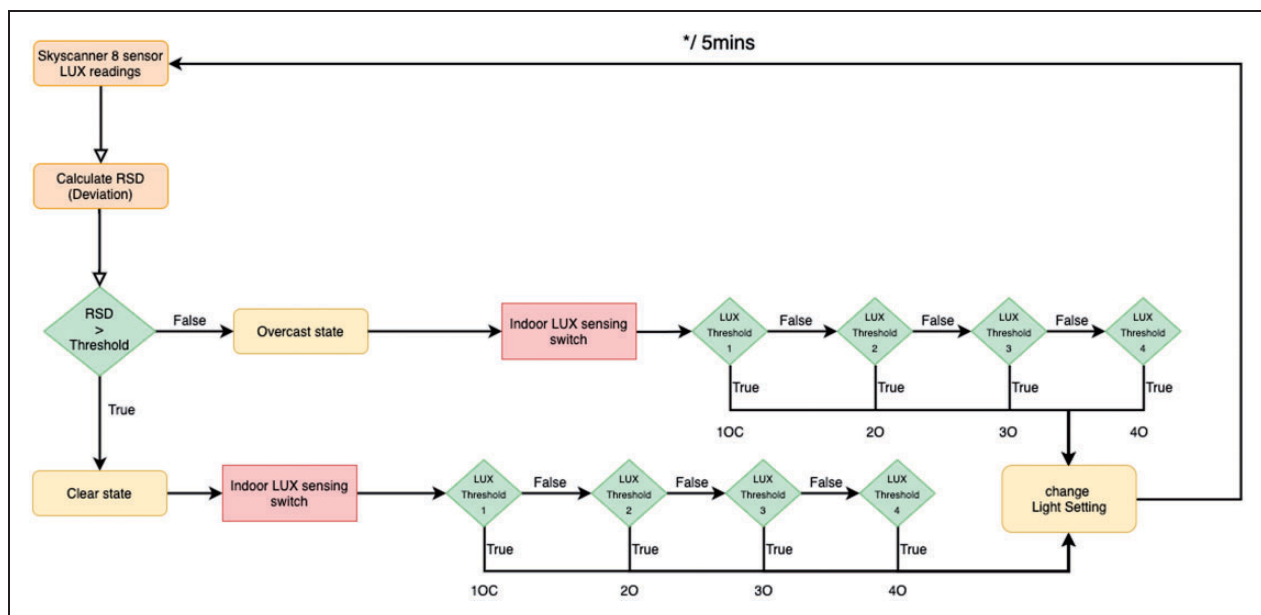 */ 5mins
Skyscanner 8 sensor
LUX readings
Calculate RSD
(Deviation)
RSD
>
Threshold
False
Overcast state
Indoor LUX sensing
switch
LUX
Threshold
1
False
LUX
Threshold
2
False
LUX
Threshold
3
False
LUX
Threshold
4
True
True
True
True
True
1OC
2O
3O
4O
Clear state
Indoor LUX sensing
switch
LUX
Threshold
1
False
LUX
Threshold
2
False
LUX
Threshold
3
False
LUX
Threshold
4
change
Light Setting
True
True
True
True
1OC
2O
3O
4O